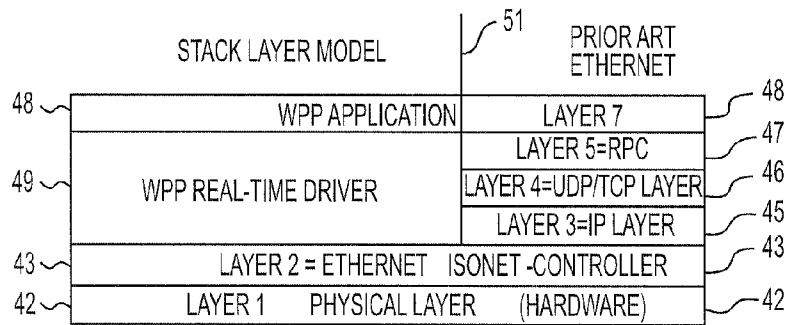 51
STACK LAYER MODEL
PRIOR ART
ETHERNET
48 WPP APPLICATION LAYER 7 48
LAYER 5=RPC 47
49 WPP REAL-TIME DRIVER LAYER 4=UDP/TCP LAYER 46
LAYER 3=IP LAYER 45
43 LAYER 2 = ETHERNET ISONET -CONTROLLER 43
42 LAYER 1 PHYSICAL LAYER (HARDWARE) 42